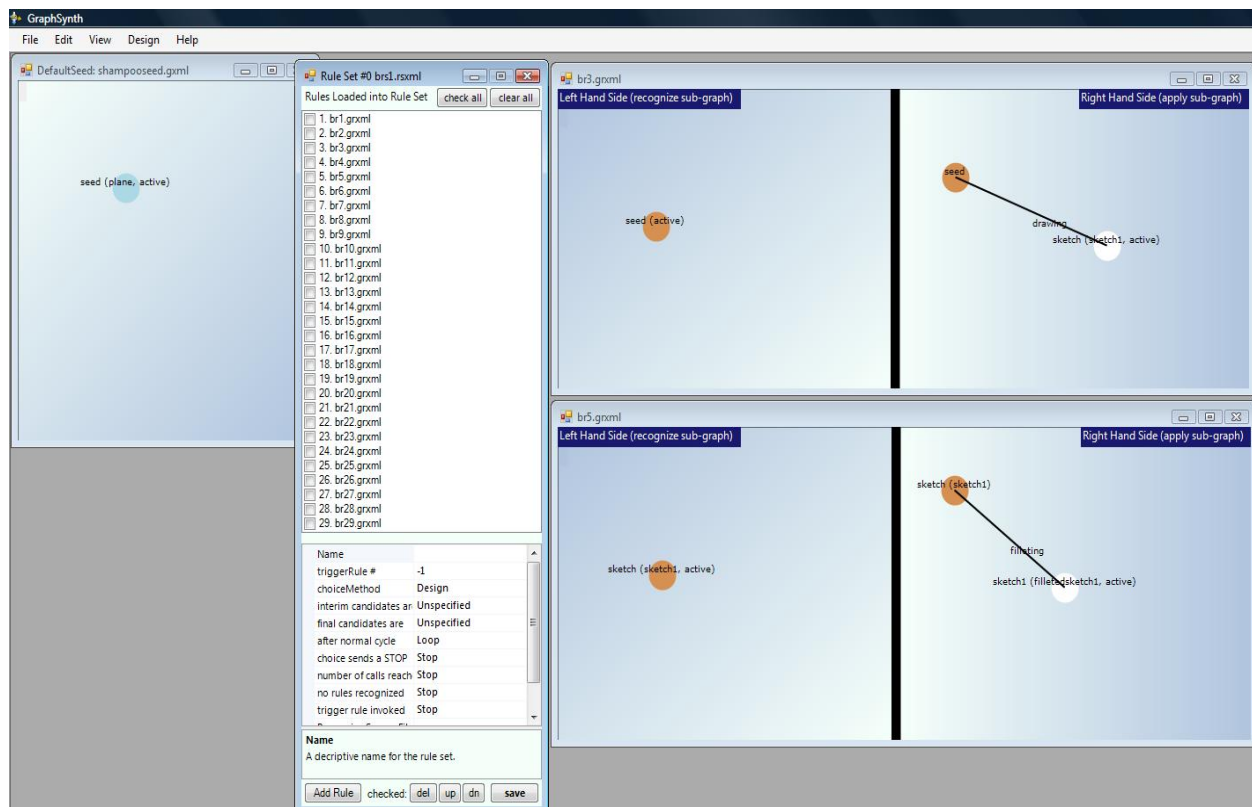 GraphSynth
File Edit View Design Help
DefaultSeed: shampooseed.gxml
seed (plane, active)
Rule Set #0 brs1.rsxml
Rules Loaded into Rule Set check all clear all
1. br1.grxml
2. br2.grxml
3. br3.grxml
4. br4.grxml
5. br5.grxml
6. br6.grxml
7. br7.grxml
8. br8.grxml
9. br9.grxml
10. br10.grxml
11. br11.grxml
12. br12.grxml
13. br13.grxml
14. br14.grxml
15. br15.grxml
16. br16.grxml
17. br17.grxml
18. br18.grxml
19. br19.grxml
20. br20.grxml
21. br21.grxml
22. br22.grxml
23. br23.grxml
24. br24.grxml
25. br25.grxml
26. br26.grxml
27. br27.grxml
28. br28.grxml
29. br29.grxml
Name
triggerRule # -1
choiceMethod Design
interim candidates ar Unspecified
final candidates are Unspecified
after normal cycle Loop
choice sends a STOP Stop
number of calls reach Stop
no rules recognized Stop
trigger rule invoked Stop
Name
A decriptive name for the rule set.
Add Rule checked: del up dn save
br3.grxml
Left Hand Side (recognize sub-graph) Right Hand Side (apply sub-graph)
seed (active)
seed
drawing
sketch (sketch1, active)
br5.grxml
Left Hand Side (recognize sub-graph) Right Hand Side (apply sub-graph)
sketch (sketch1, active)
sketch (sketch1)
filleting
sketch1 (filletedsketch1, active)